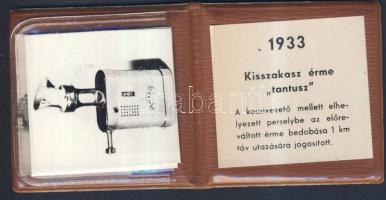 1933
Kisszakasz érme
„tantusz"
A kocsivezető mellett elhe-
lyezett perselybe az előre-
váltott érme bedobása 1 km
táv utazására jogosított.